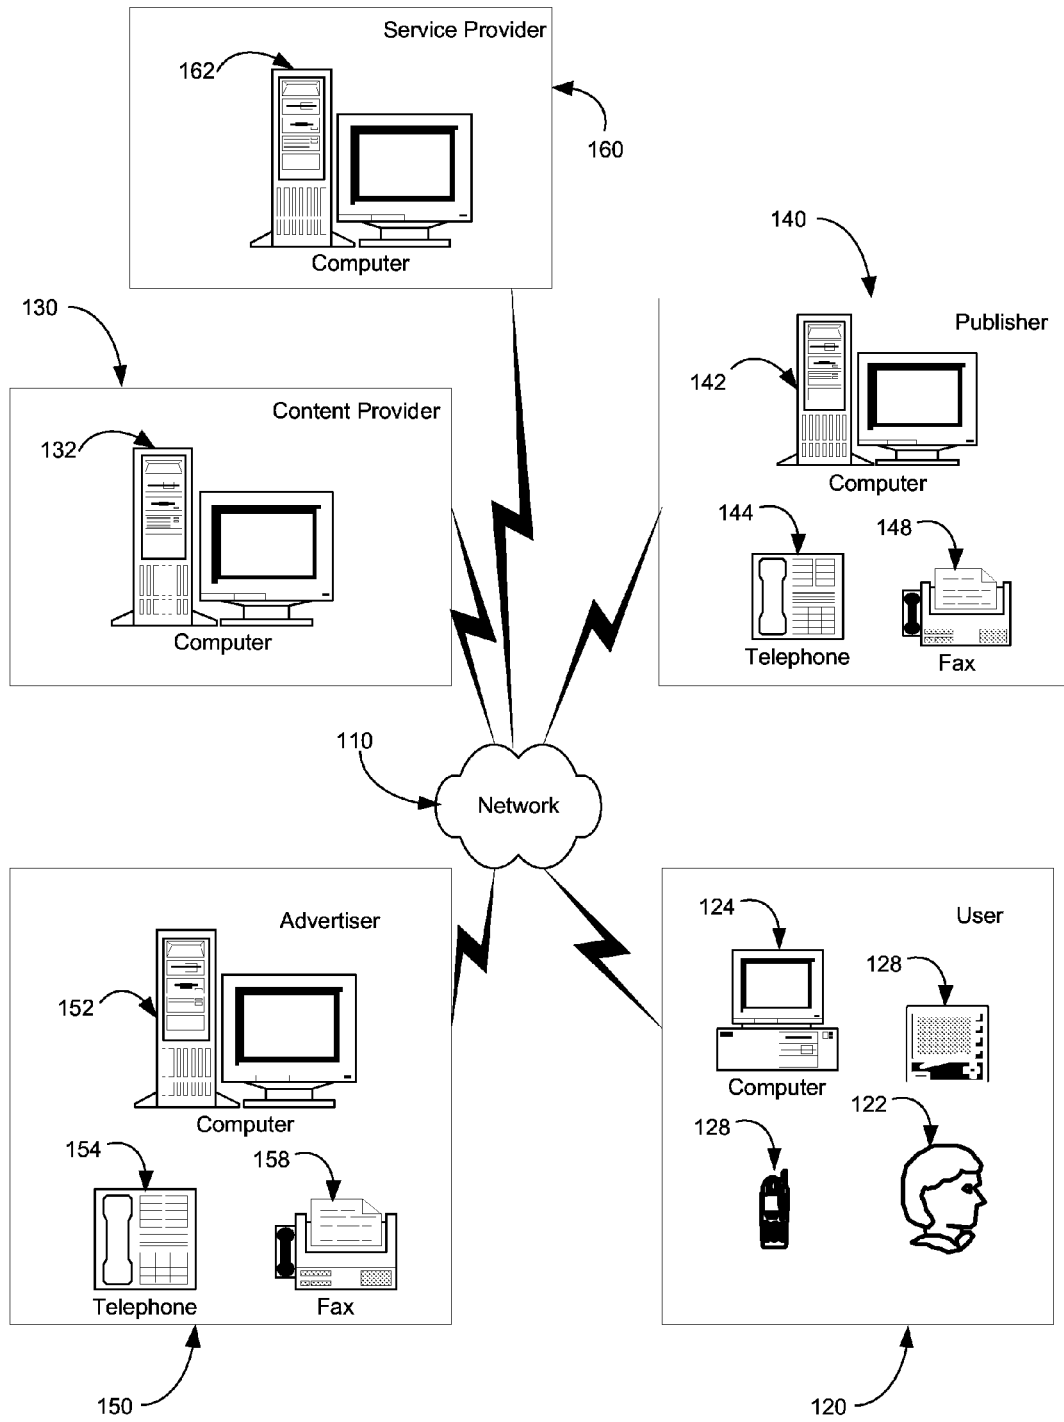 Service Provider
162
160
Computer
140
130
Publisher
142
Content Provider
132
Computer
144
148
Computer
Telephone
Fax
110
Network
124
User
Advertiser
128
152
Computer
122
Computer
128
154
158
Telephone
Fax
150
120